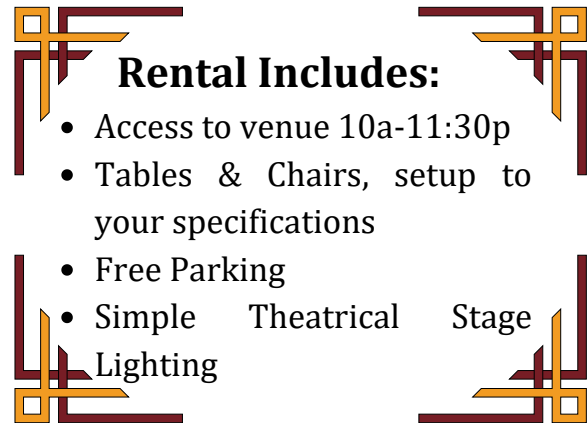 Rental Includes:
• Access to venue 10a-11:30p
• Tables & Chairs, setup to
your specifications
• Free Parking
• Simple Theatrical Stage
Lighting